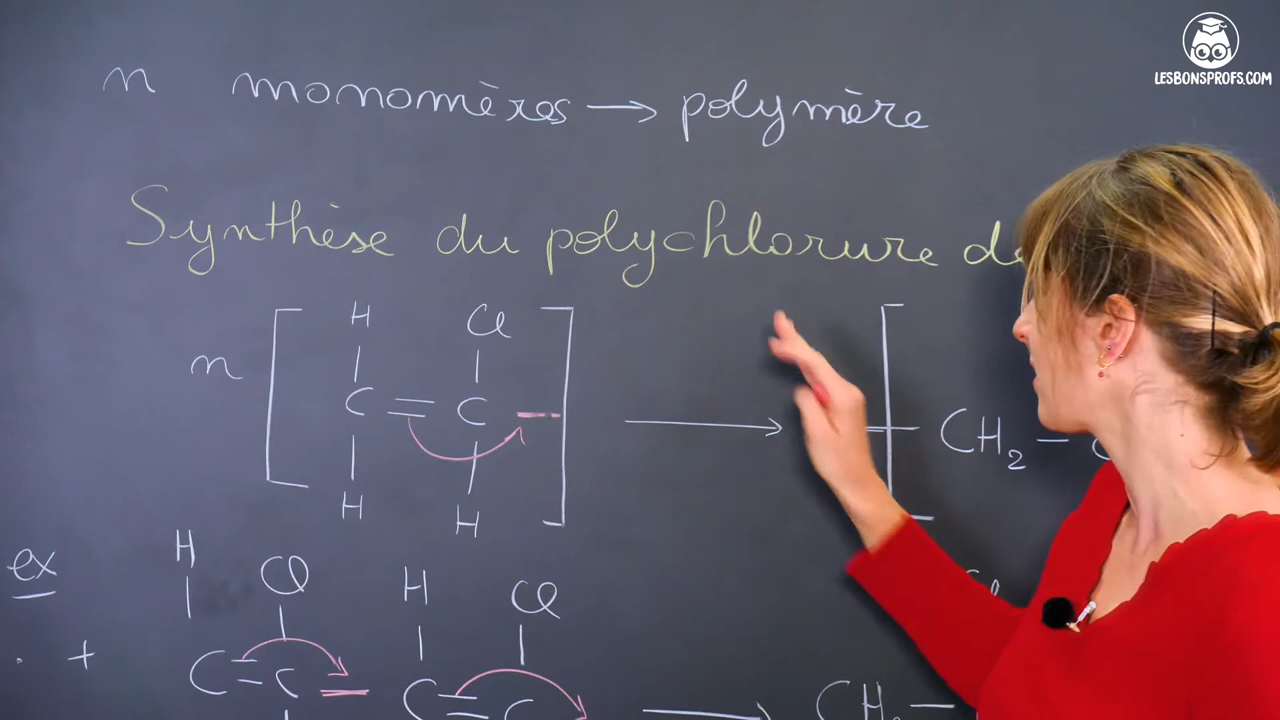 LESBONSPROFS.COM
n monomères → polymère
Synthèse du polychlorure de
H Cl
n [ C = C — ] → [ — CH₂ — C
H H
ex
H Cl H Cl
. + C = C — C = C → CH₂ —